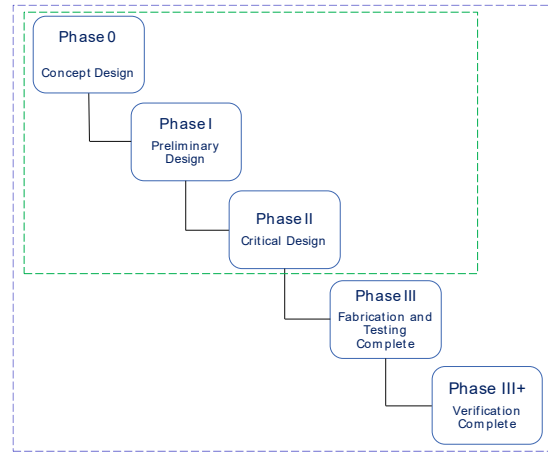 Phase 0
Concept Design
Phase I
Preliminary
Design
Phase II
Critical Design
Phase III
Fabrication and
Testing
Complete
Phase III+
Verification
Complete